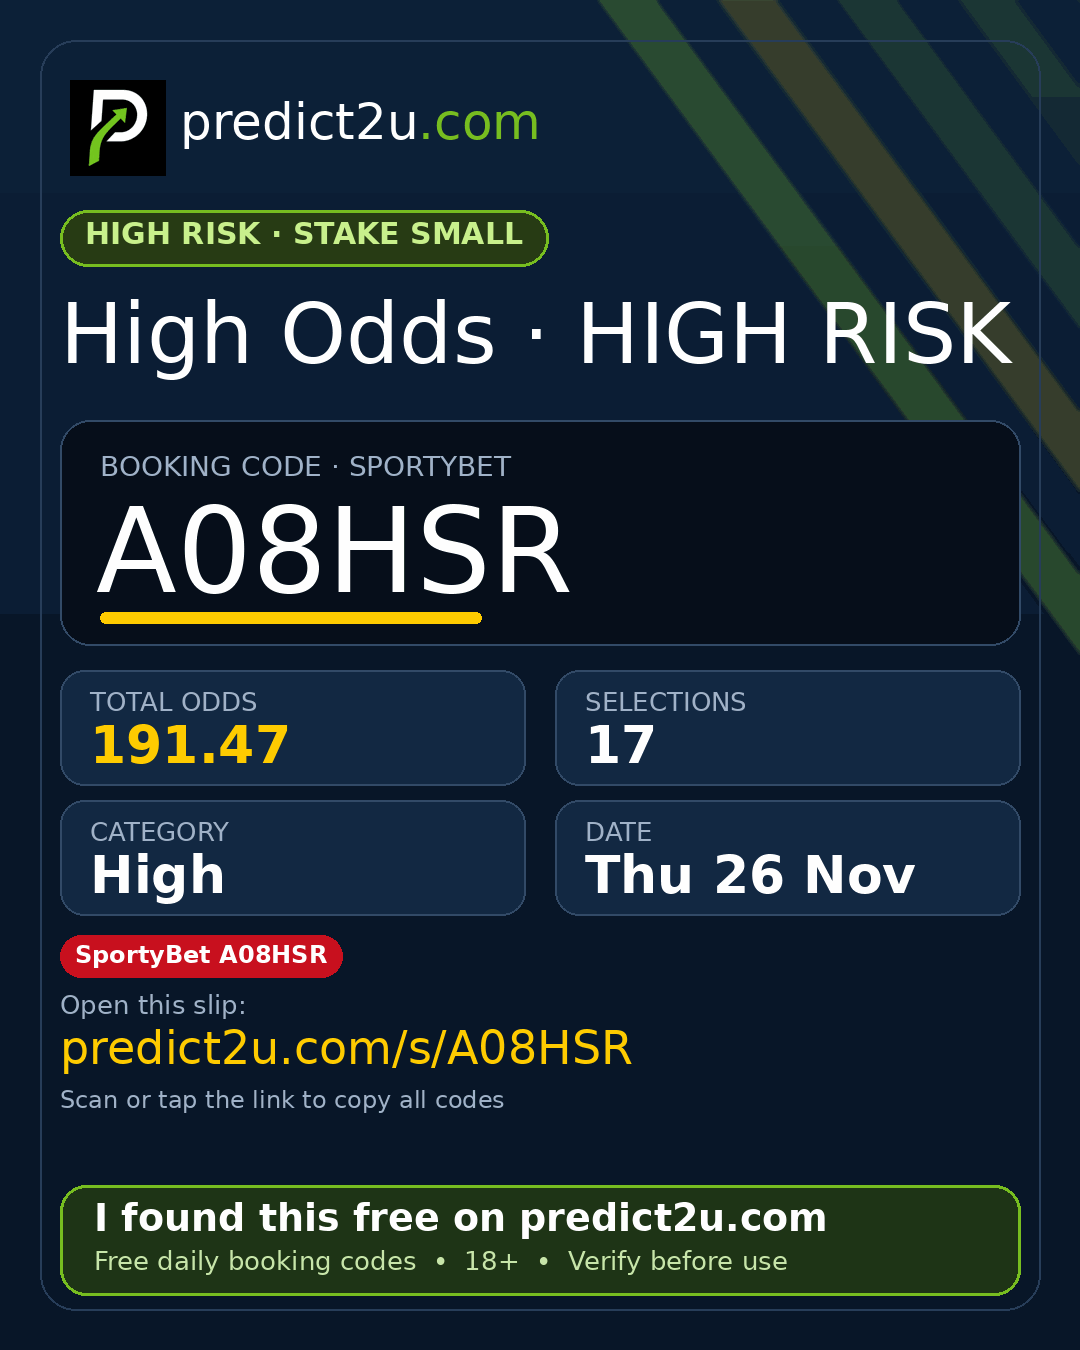 predict2u.com
HIGH RISK · STAKE SMALL
High Odds · HIGH RISK
BOOKING CODE · SPORTYBET
A08HSR
TOTAL ODDS
191.47
SELECTIONS
17
CATEGORY
High
DATE
Thu 26 Nov
SportyBet A08HSR
Open this slip:
predict2u.com/s/A08HSR
Scan or tap the link to copy all codes
I found this free on predict2u.com
Free daily booking codes • 18+ • Verify before use